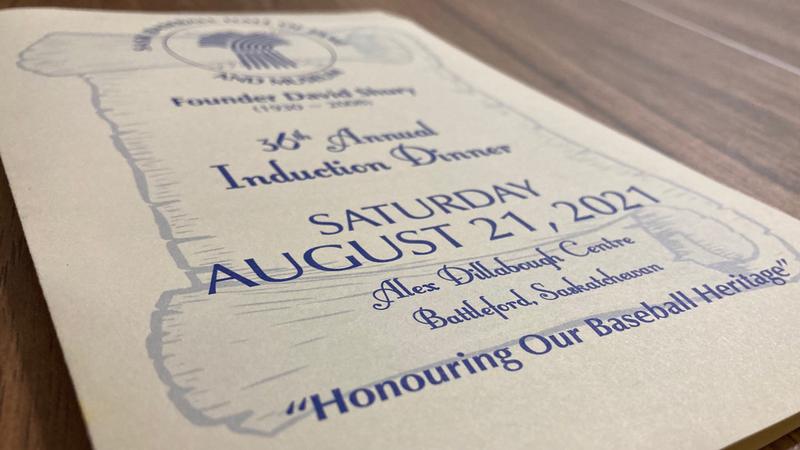 AND MUSEUM
Founder David Shury
(1930 – 2008)
36th Annual
Induction Dinner
SATURDAY
AUGUST 21, 2021
Alex Dillabough Centre
Battleford, Saskatchewan
“Honouring Our Baseball Heritage”